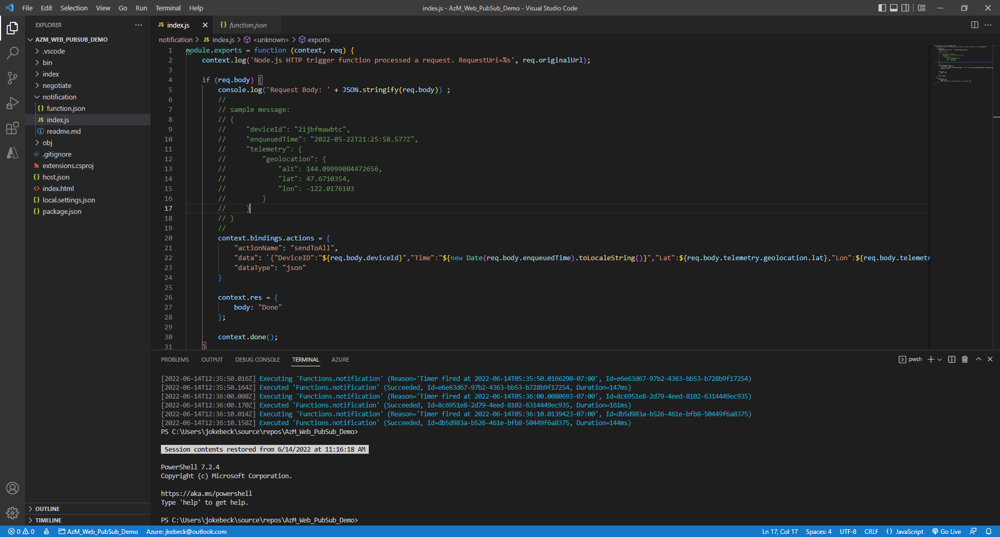 File Edit Selection View Go Run Terminal Help
index.js - AzM_Web_PubSub_Demo - Visual Studio Code
EXPLORER
AZM_WEB_PUBSUB_DEMO
.vscode
bin
index
negotiate
notification
function.json
index.js
readme.md
obj
.gitignore
extensions.csproj
host.json
index.html
local.settings.json
package.json
OUTLINE
TIMELINE
JS index.js
{} function.json
notification > JS index.js > <unknown> > exports
1 module.exports = function (context, req) {
2 context.log('Node.js HTTP trigger function processed a request. RequestUri=%s', req.originalUrl);
3
4 if (req.body) {
5 console.log('Request Body: ' + JSON.stringify(req.body)) ;
6 //
7 // sample message:
8 // {
9 // "deviceId": "2ijbfmawbtc",
10 // "enqueuedTime": "2022-05-22T21:25:58.577Z",
11 // "telemetry": {
12 // "geolocation": {
13 // "alt": 144.09999084472656,
14 // "lat": 47.6710354,
15 // "lon": -122.0176103
16 // }
17 // }
18 // }
19 //
20 context.bindings.actions = {
21 "actionName": "sendToAll",
22 "data": `{"DeviceID":"${req.body.deviceId}","Time":"${new Date(req.body.enqueuedTime).toLocaleString()}","Lat":${req.body.telemetry.geolocation.lat},"Lon":${req.body.telemetr
23 "dataType": "json"
24 }
25
26 context.res = {
27 body: "Done"
28 };
29
30 context.done();
31 }
PROBLEMS OUTPUT DEBUG CONSOLE TERMINAL AZURE
pwsh
[2022-06-14T12:35:50.016Z] Executing 'Functions.notification' (Reason='Timer fired at 2022-06-14T05:35:50.0166290-07:00', Id=e6e63d67-97b2-4363-bb53-b728b9f17254)
[2022-06-14T12:35:50.164Z] Executed 'Functions.notification' (Succeeded, Id=e6e63d67-97b2-4363-bb53-b728b9f17254, Duration=147ms)
[2022-06-14T12:36:00.008Z] Executing 'Functions.notification' (Reason='Timer fired at 2022-06-14T05:36:00.0080693-07:00', Id=8c6951e8-2d79-4eed-8102-6314449ec935)
[2022-06-14T12:36:00.170Z] Executed 'Functions.notification' (Succeeded, Id=8c6951e8-2d79-4eed-8102-6314449ec935, Duration=161ms)
[2022-06-14T12:36:10.014Z] Executing 'Functions.notification' (Reason='Timer fired at 2022-06-14T05:36:10.0139423-07:00', Id=db5d983a-b526-461e-bfb8-50449f6a8375)
[2022-06-14T12:36:10.158Z] Executed 'Functions.notification' (Succeeded, Id=db5d983a-b526-461e-bfb8-50449f6a8375, Duration=144ms)
PS C:\Users\jokebeck\source\repos\AzM_Web_PubSub_Demo>
Session contents restored from 6/14/2022 at 11:16:18 AM
PowerShell 7.2.4
Copyright (c) Microsoft Corporation.
https://aka.ms/powershell
Type 'help' to get help.
PS C:\Users\jokebeck\source\repos\AzM_Web_PubSub_Demo>
0 0 AzM_Web_PubSub_Demo Azure: jkebeck@outlook.com
Ln 17, Col 17 Spaces: 4 UTF-8 CRLF {} JavaScript Go Live